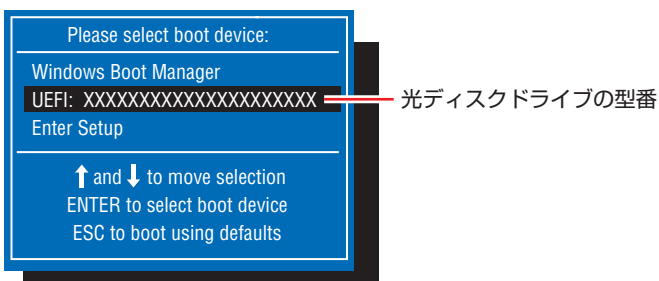 Please select boot device:
Windows Boot Manager
UEFI: XXXXXXXXXXXXXXXXXXXXX
光ディスクドライブの型番
Enter Setup
↑ and ↓ to move selection
ENTER to select boot device
ESC to boot using defaults